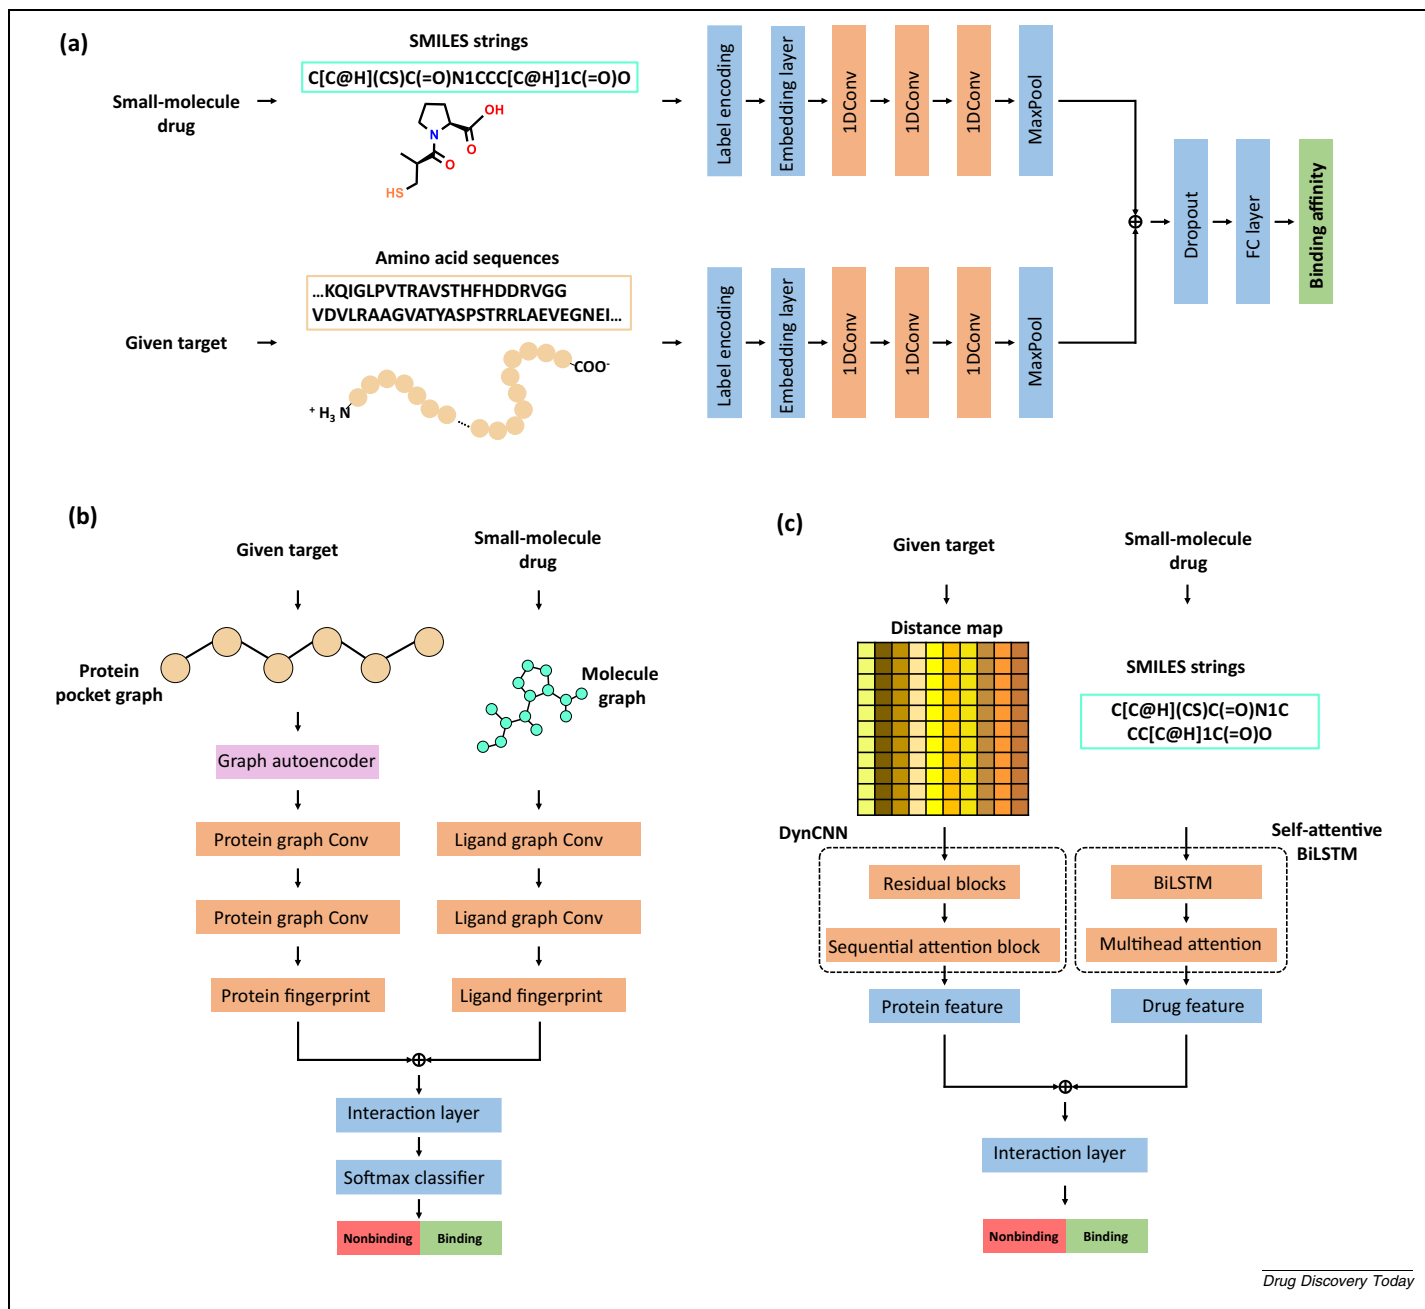 (a)
SMILES strings
C[C@H](CS)C(=O)N1CCC[C@H]1C(=O)O
Small-molecule
drug
OH
N
O
O
HS
Label encoding
Embedding layer
1DConv
1DConv
1DConv
MaxPool
Dropout
FC layer
Binding affinity
Amino acid sequences
...KQIGLPVTRAVSTHFHDDRVGG
VDVLRAAGVATYASPSTRRLAEVEGNEI...
Given target
COO-
+ H3 N
Label encoding
Embedding layer
1DConv
1DConv
1DConv
MaxPool
(b)
Given target
Small-molecule
drug
Protein
pocket graph
Molecule
graph
Graph autoencoder
Protein graph Conv
Ligand graph Conv
Protein graph Conv
Ligand graph Conv
Protein fingerprint
Ligand fingerprint
Interaction layer
Softmax classifier
Nonbinding
Binding
(c)
Given target
Small-molecule
drug
Distance map
SMILES strings
C[C@H](CS)C(=O)N1C
CC[C@H]1C(=O)O
DynCNN
Self-attentive
BiLSTM
Residual blocks
BiLSTM
Sequential attention block
Multihead attention
Protein feature
Drug feature
Interaction layer
Nonbinding
Binding
Drug Discovery Today